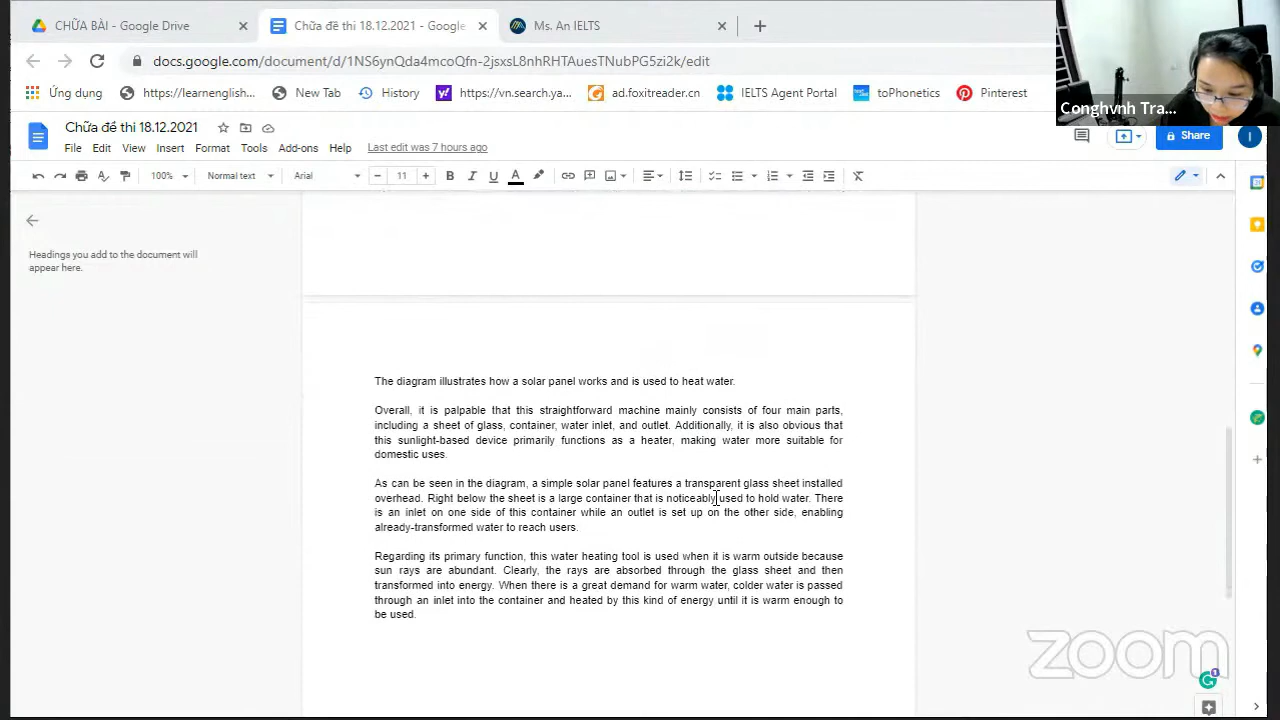 CHỮA BÀI - Google Drive
Chữa đề thi 18.12.2021 - Google
Ms. An IELTS
docs.google.com/document/d/1NS6ynQda4mcoQfn-2jsxsL8nhRHTAuesTNubPG5zi2k/edit
Ứng dụng
https://learnenglish...
New Tab
History
https://vn.search.ya...
ad.foxitreader.cn
IELTS Agent Portal
toPhonetics
Pinterest
Conghvnh Tra...
Chữa đề thi 18.12.2021
File Edit View Insert Format Tools Add-ons Help Last edit was 7 hours ago
Share
I
100% Normal text Arial 11
Headings you add to the document will
appear here.
The diagram illustrates how a solar panel works and is used to heat water.
Overall, it is palpable that this straightforward machine mainly consists of four main parts,
including a sheet of glass, container, water inlet, and outlet. Additionally, it is also obvious that
this sunlight-based device primarily functions as a heater, making water more suitable for
domestic uses.
As can be seen in the diagram, a simple solar panel features a transparent glass sheet installed
overhead. Right below the sheet is a large container that is noticeably used to hold water. There
is an inlet on one side of this container while an outlet is set up on the other side, enabling
already-transformed water to reach users.
Regarding its primary function, this water heating tool is used when it is warm outside because
sun rays are abundant. Clearly, the rays are absorbed through the glass sheet and then
transformed into energy. When there is a great demand for warm water, colder water is passed
through an inlet into the container and heated by this kind of energy until it is warm enough to
be used.
zoom